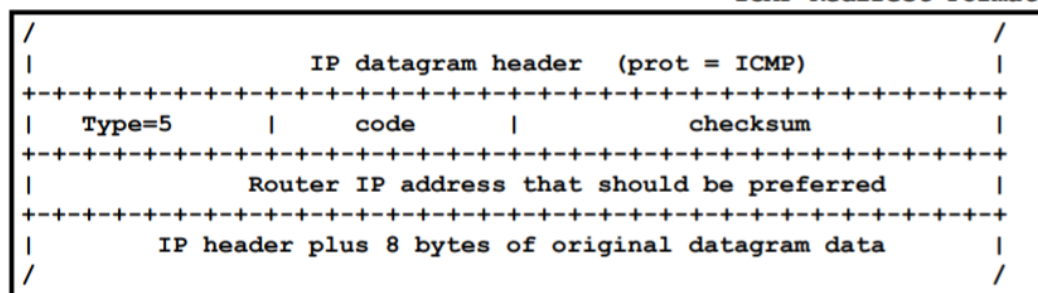 IP datagram header (prot = ICMP)
Type=5 | code | checksum
Router IP address that should be preferred
IP header plus 8 bytes of original datagram data